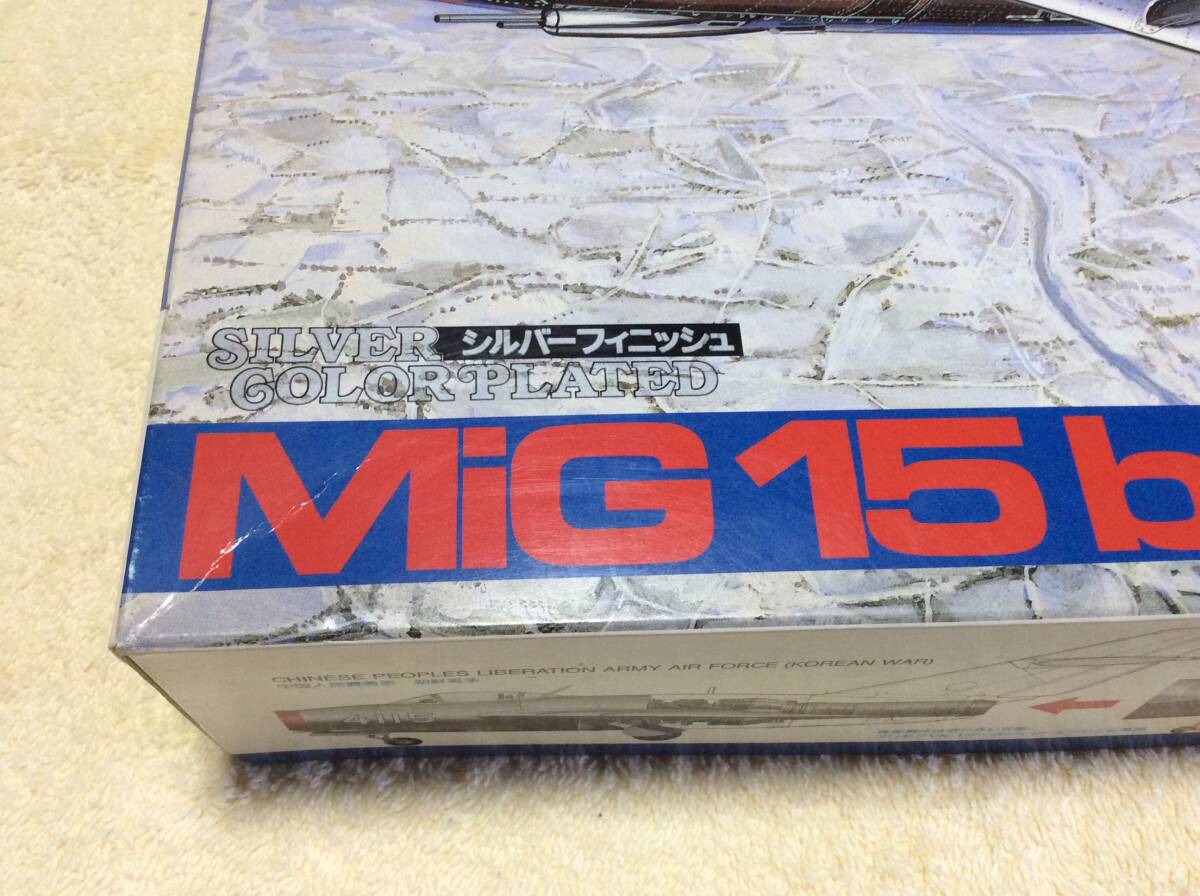 SILVER シルバーフィニッシュ
COLOR PLATED
MiG 15 b
CHINESE PEOPLES LIBERATION ARMY AIR FORCE (KOREAN WAR)
4115